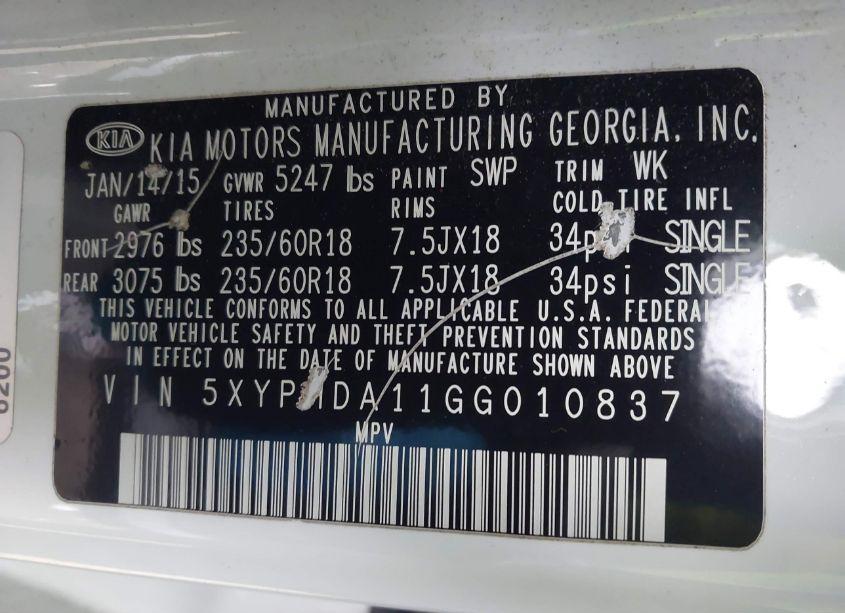 MANUFACTURED BY
KIA KIA MOTORS MANUFACTURING GEORGIA, INC.
JAN/14/15 GVWR 5247 lbs PAINT SWP TRIM WK
GAWR TIRES RIMS COLD TIRE INFL
FRONT 2976 lbs 235/60R18 7.5JX18 34psi SINGLE
REAR 3075 lbs 235/60R18 7.5JX18 34psi SINGLE
THIS VEHICLE CONFORMS TO ALL APPLICABLE U.S.A. FEDERAL
MOTOR VEHICLE SAFETY AND THEFT PREVENTION STANDARDS
IN EFFECT ON THE DATE OF MANUFACTURE SHOWN ABOVE
VIN 5XYPHDA11GG010837
MPV